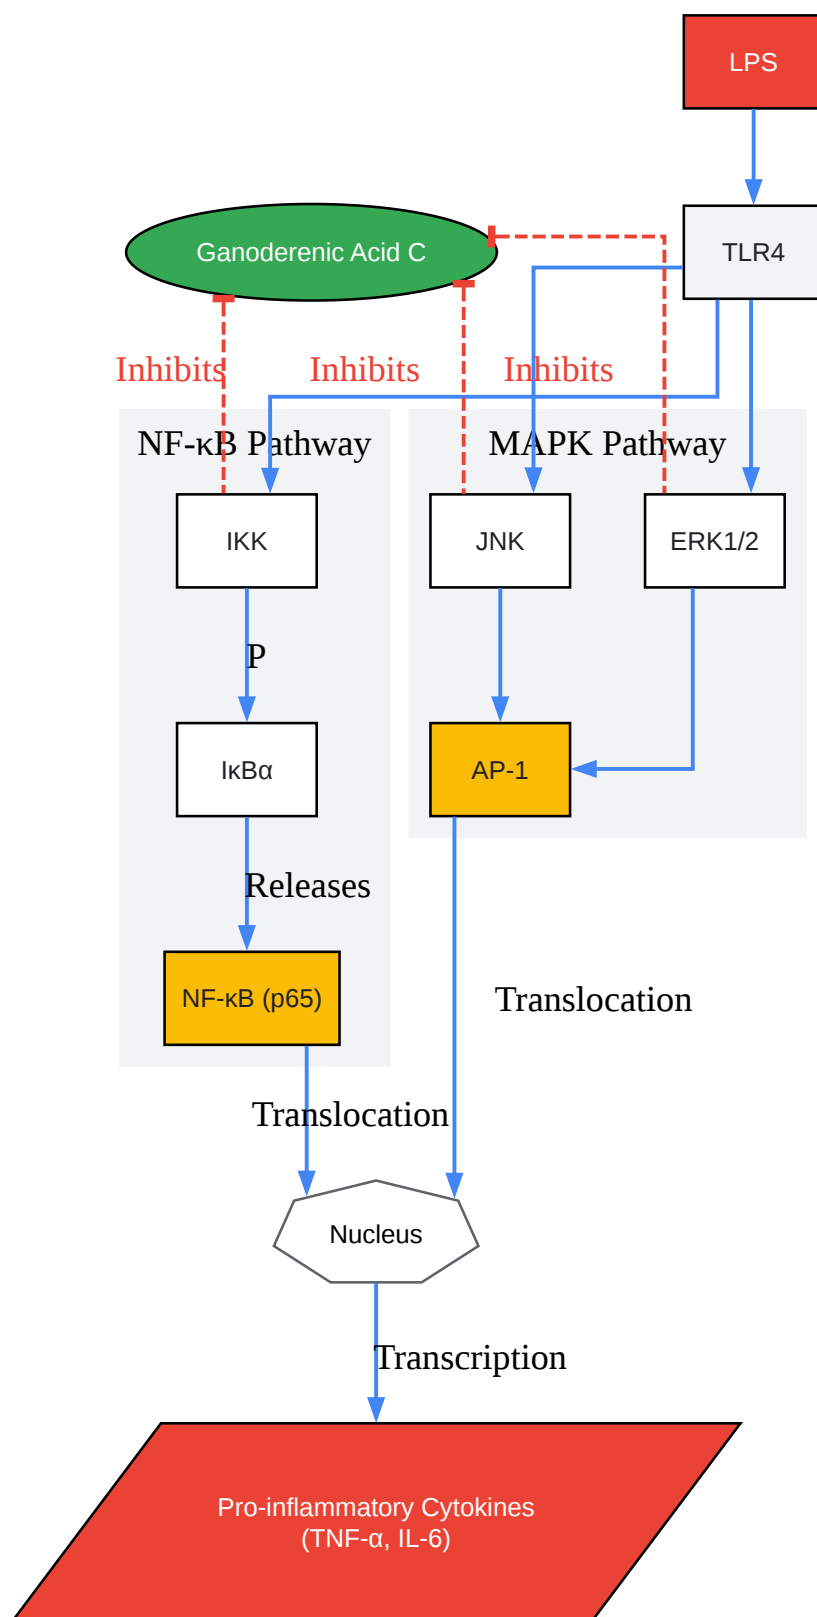 LPS
Ganoderenic Acid C
TLR4
Inhibits
Inhibits
Inhibits
NF-κB Pathway
MAPK Pathway
IKK
JNK
ERK1/2
P
IκBα
AP-1
Releases
NF-κB (p65)
Translocation
Translocation
Nucleus
Transcription
Pro-inflammatory Cytokines
(TNF-α, IL-6)